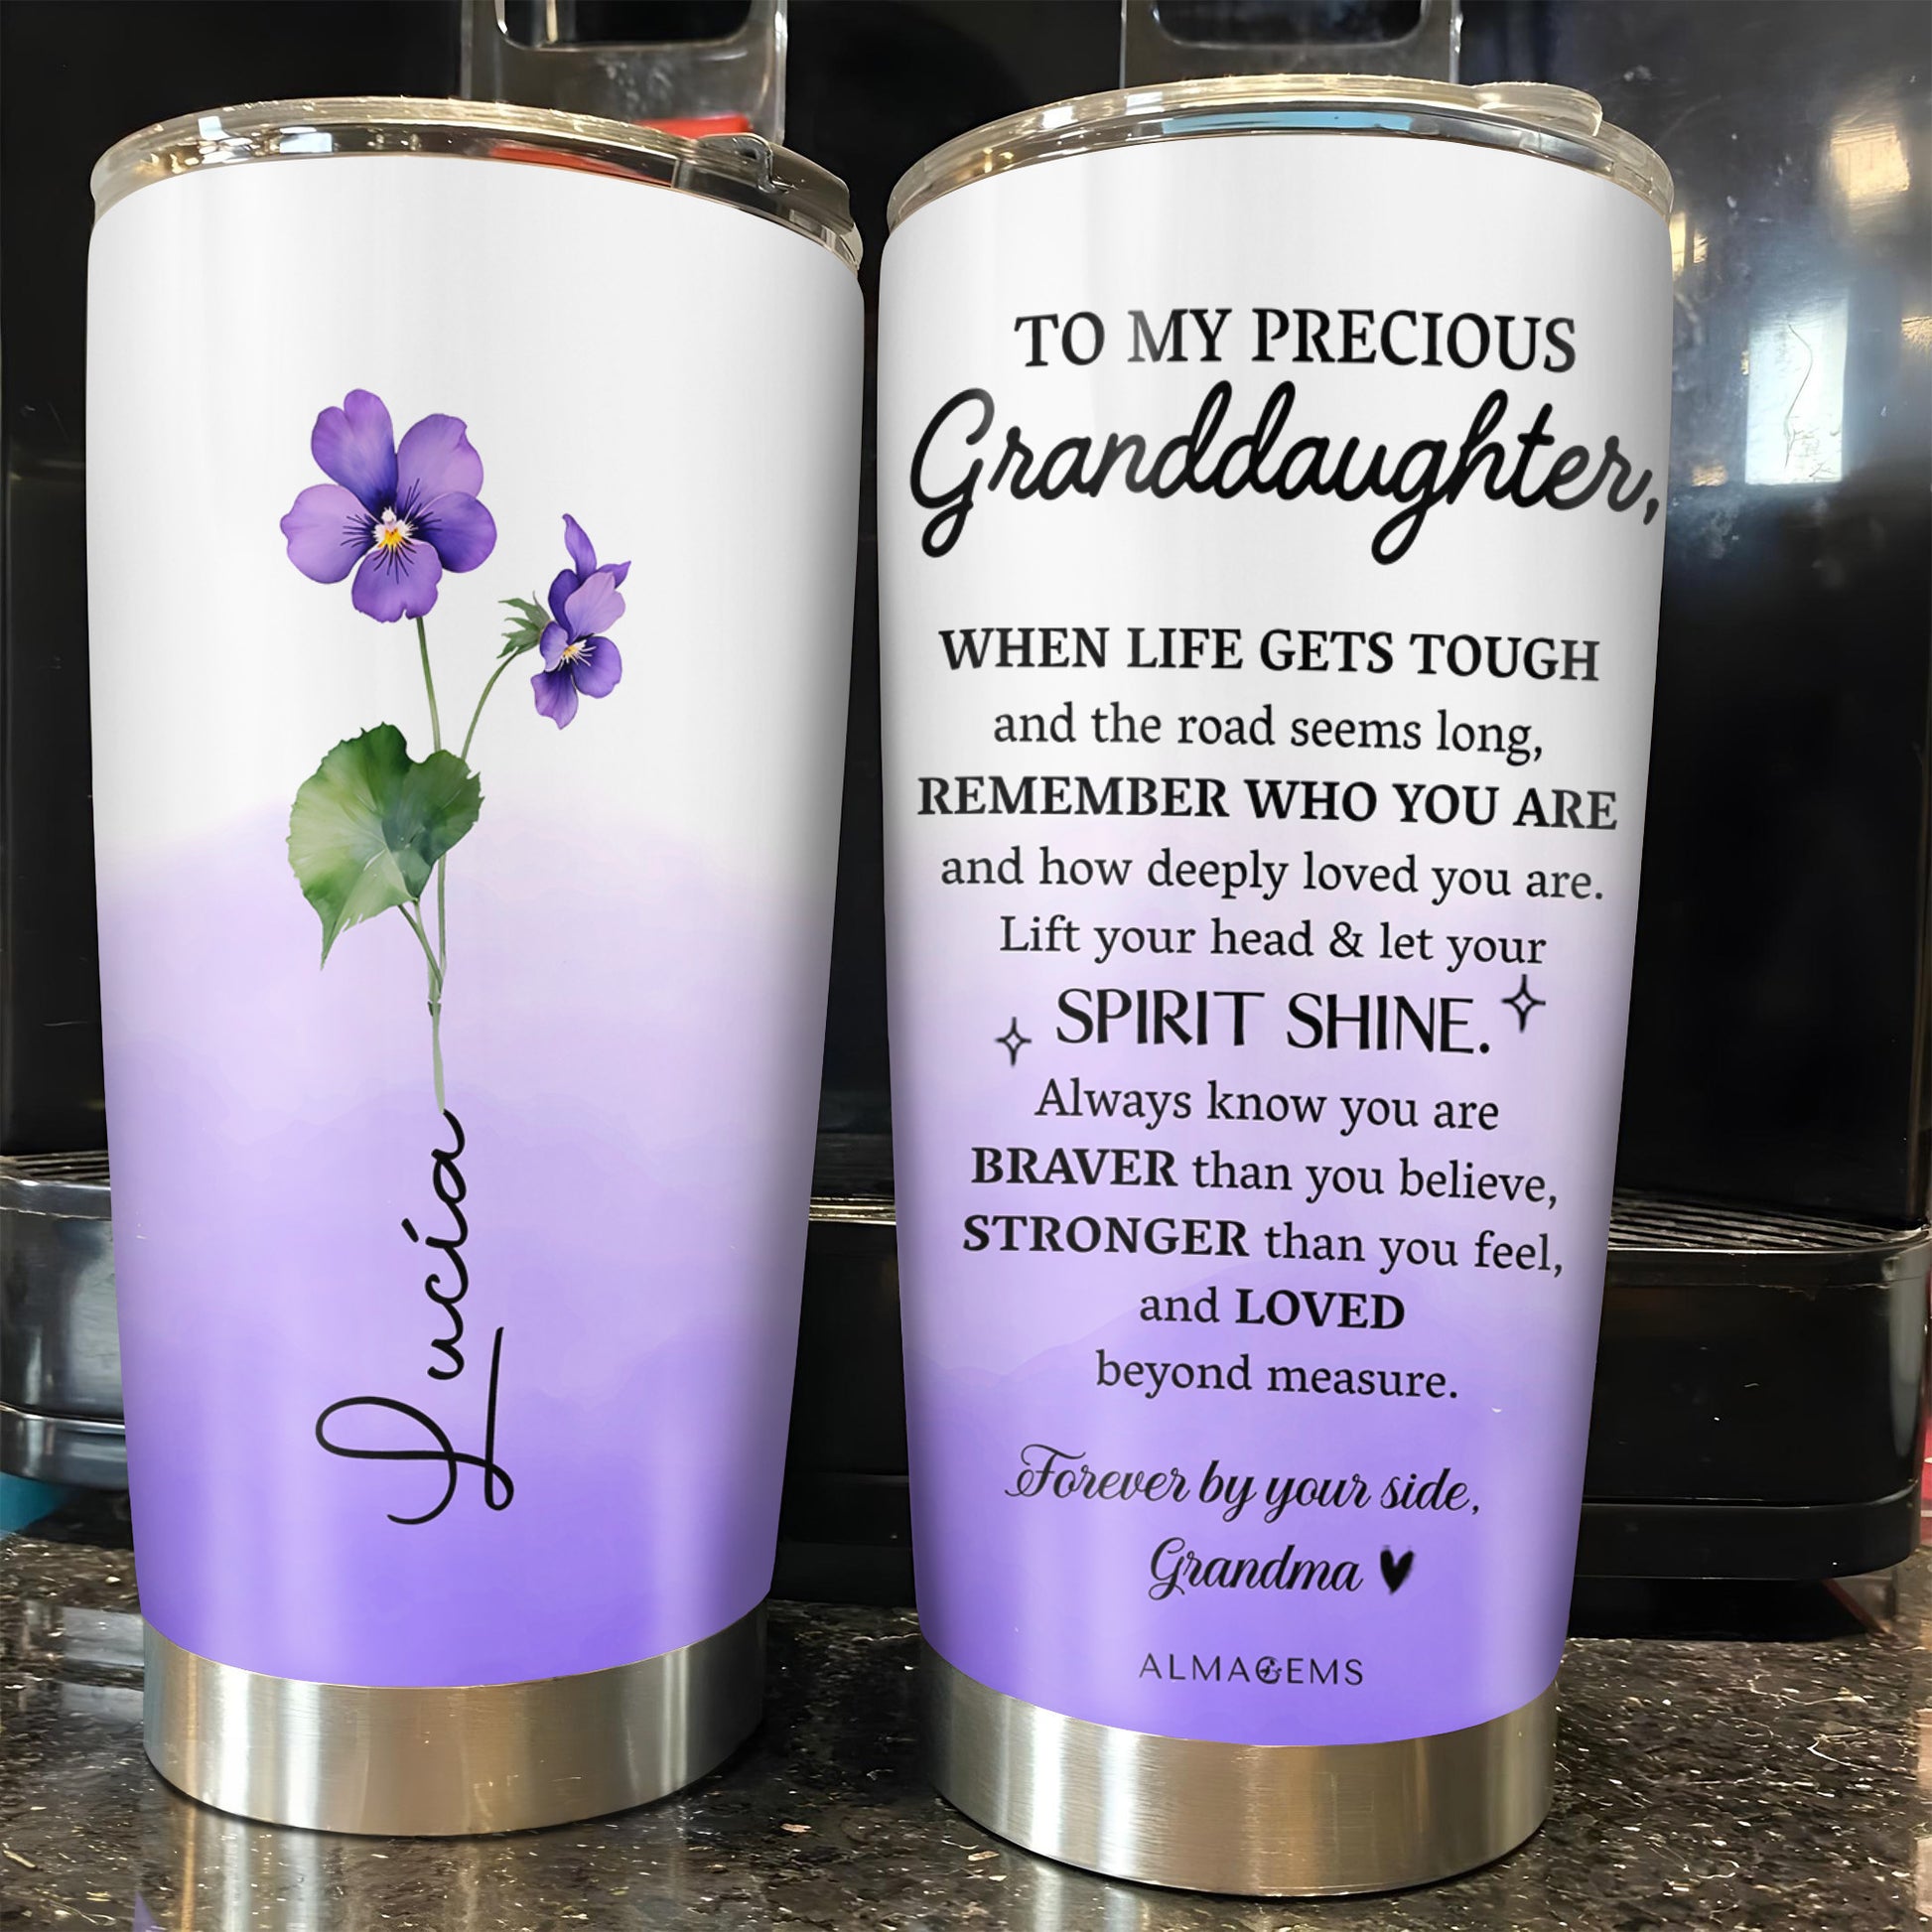 Lucía
TO MY PRECIOUS
Granddaughter,
WHEN LIFE GETS TOUGH
and the road seems long,
REMEMBER WHO YOU ARE
and how deeply loved you are.
Lift your head & let your
SPIRIT SHINE.
Always know you are
BRAVER than you believe,
STRONGER than you feel,
and LOVED
beyond measure.
Forever by your side,
Grandma
ALMAGEMS